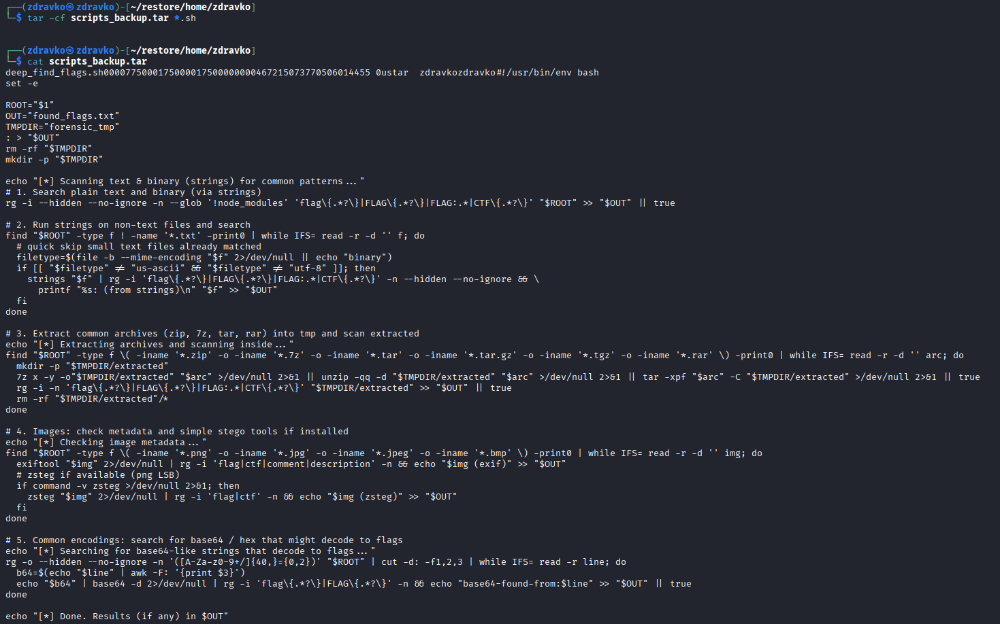 ┌──(zdravko㉿zdravko)-[~/restore/home/zdravko]
└─$ tar -cf scripts_backup.tar *.sh
┌──(zdravko㉿zdravko)-[~/restore/home/zdravko]
└─$ cat scripts_backup.tar
deep_find_flags.sh0000775000175000017500000000467215073770506014455 0ustar  zdravkozdravko#!/usr/bin/env bash
set -e
ROOT="$1"
OUT="found_flags.txt"
TMPDIR="forensic_tmp"
: > "$OUT"
rm -rf "$TMPDIR"
mkdir -p "$TMPDIR"
echo "[*] Scanning text & binary (strings) for common patterns..."
# 1. Search plain text and binary (via strings)
rg -i --hidden --no-ignore -n --glob '!node_modules' 'flag\{.*?\}|FLAG\{.*?\}|FLAG:.*|CTF\{.*?\}' "$ROOT" >> "$OUT" || true
# 2. Run strings on non-text files and search
find "$ROOT" -type f ! -name '*.txt' -print0 | while IFS= read -r -d '' f; do
  # quick skip small text files already matched
  filetype=$(file -b --mime-encoding "$f" 2>/dev/null || echo "binary")
  if [[ "$filetype" != "us-ascii" && "$filetype" != "utf-8" ]]; then
    strings "$f" | rg -i 'flag\{.*?\}|FLAG\{.*?\}|FLAG:.*|CTF\{.*?\}' -n --hidden --no-ignore && \
      printf "%s: (from strings)\n" "$f" >> "$OUT"
  fi
done
# 3. Extract common archives (zip, 7z, tar, rar) into tmp and scan extracted
echo "[*] Extracting archives and scanning inside..."
find "$ROOT" -type f \( -iname '*.zip' -o -iname '*.7z' -o -iname '*.tar' -o -iname '*.tar.gz' -o -iname '*.tgz' -o -iname '*.rar' \) -print0 | while IFS= read -r -d '' arc; do
  mkdir -p "$TMPDIR/extracted"
  7z x -y -o"$TMPDIR/extracted" "$arc" >/dev/null 2>&1 || unzip -qq -d "$TMPDIR/extracted" "$arc" >/dev/null 2>&1 || tar -xpf "$arc" -C "$TMPDIR/extracted" >/dev/null 2>&1 || true
  rg -i -n 'flag\{.*?\}|FLAG\{.*?\}|FLAG:.*|CTF\{.*?\}' "$TMPDIR/extracted" >> "$OUT" || true
  rm -rf "$TMPDIR/extracted"/*
done
# 4. Images: check metadata and simple stego tools if installed
echo "[*] Checking image metadata..."
find "$ROOT" -type f \( -iname '*.png' -o -iname '*.jpg' -o -iname '*.jpeg' -o -iname '*.bmp' \) -print0 | while IFS= read -r -d '' img; do
  exiftool "$img" 2>/dev/null | rg -i 'flag|ctf|comment|description' -n && echo "$img (exif)" >> "$OUT"
  # zsteg if available (png LSB)
  if command -v zsteg >/dev/null 2>&1; then
    zsteg "$img" 2>/dev/null | rg -i 'flag|ctf' -n && echo "$img (zsteg)" >> "$OUT"
  fi
done
# 5. Common encodings: search for base64 / hex that might decode to flags
echo "[*] Searching for base64-like strings that decode to flags..."
rg -o --hidden --no-ignore -n '([A-Za-z0-9+/]{40,}={0,2})' "$ROOT" | cut -d: -f1,2,3 | while IFS= read -r line; do
  b64=$(echo "$line" | awk -F: '{print $3}')
  echo "$b64" | base64 -d 2>/dev/null | rg -i 'flag\{.*?\}|FLAG\{.*?\}' -n && echo "base64-found-from:$line" >> "$OUT" || true
done
echo "[*] Done. Results (if any) in $OUT"